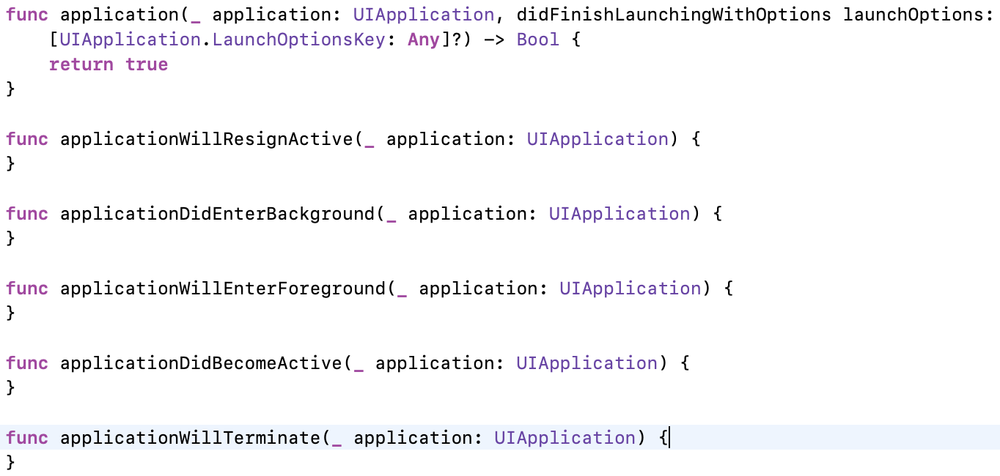 func application(_ application: UIApplication, didFinishLaunchingWithOptions launchOptions:
    [UIApplication.LaunchOptionsKey: Any]?) -> Bool {
    return true
}

func applicationWillResignActive(_ application: UIApplication) {
}

func applicationDidEnterBackground(_ application: UIApplication) {
}

func applicationWillEnterForeground(_ application: UIApplication) {
}

func applicationDidBecomeActive(_ application: UIApplication) {
}

func applicationWillTerminate(_ application: UIApplication) {
}